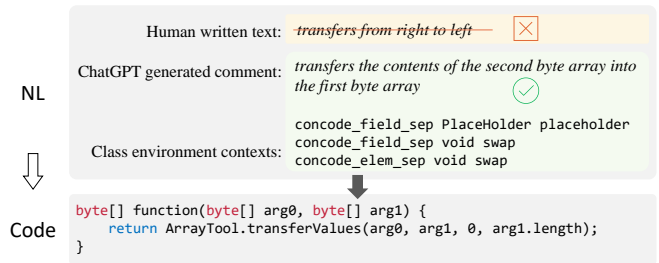 Human written text: transfers from right to left
ChatGPT generated comment: transfers the contents of the second byte array into
the first byte array
NL
concode_field_sep PlaceHolder placeholder
concode_field_sep void swap
Class environment contexts: concode_elem_sep void swap
Code
byte[] function(byte[] arg0, byte[] arg1) {
    return ArrayTool.transferValues(arg0, arg1, 0, arg1.length);
}